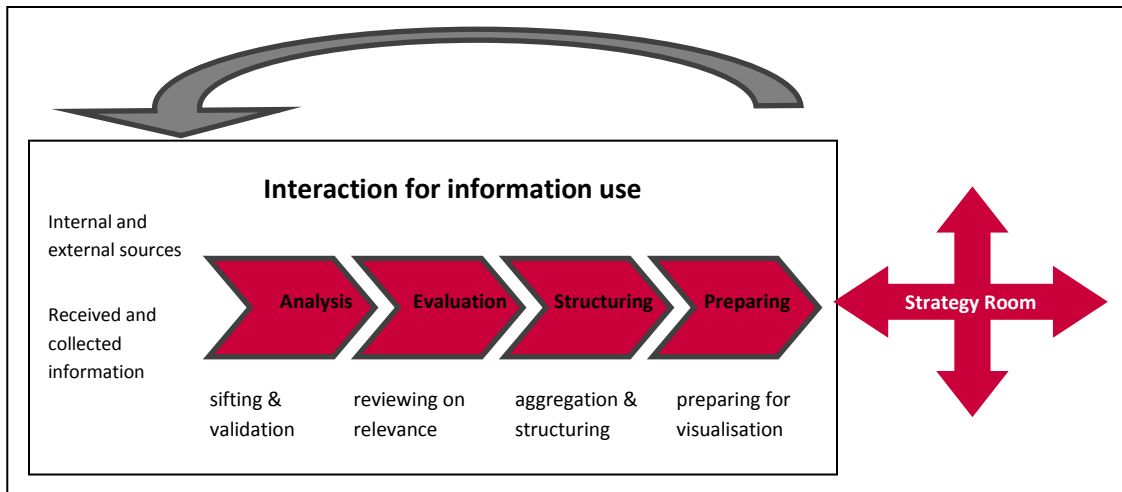 Interaction for information use
Internal and
external sources
Received and
collected
information
Analysis
Evaluation
Structuring
Preparing
sifting &
validation
reviewing on
relevance
aggregation &
structuring
preparing for
visualisation
Strategy Room